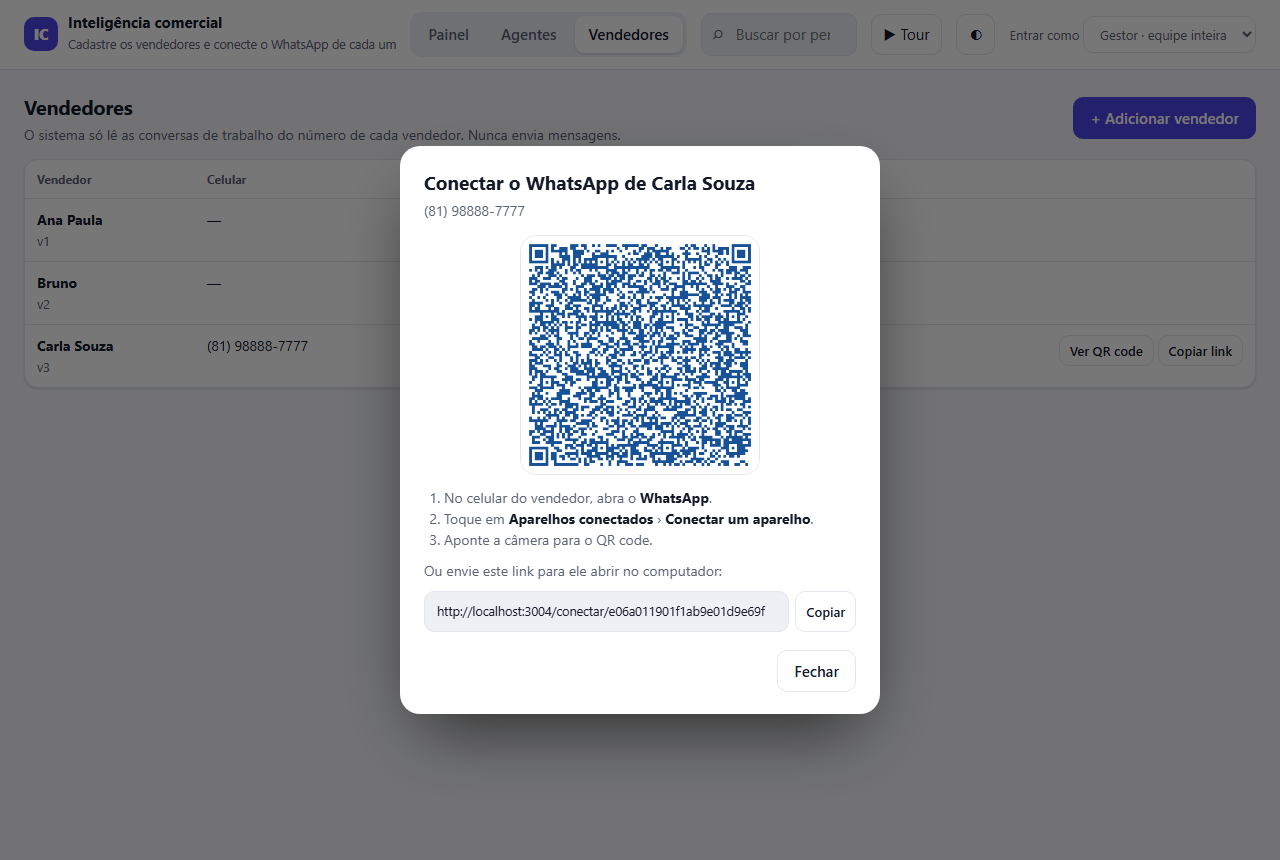 IC
Inteligência comercial
Cadastre os vendedores e conecte o WhatsApp de cada um
Painel
Agentes
Vendedores
Buscar por per
▶ Tour
Entrar como
Gestor · equipe inteira
Vendedores
O sistema só lê as conversas de trabalho do número de cada vendedor. Nunca envia mensagens.
+ Adicionar vendedor
Vendedor
Celular
Ana Paula
—
v1
Bruno
—
v2
Carla Souza
(81) 98888-7777
v3
Ver QR code
Copiar link
Conectar o WhatsApp de Carla Souza
(81) 98888-7777
1. No celular do vendedor, abra o WhatsApp.
2. Toque em Aparelhos conectados › Conectar um aparelho.
3. Aponte a câmera para o QR code.
Ou envie este link para ele abrir no computador:
http://localhost:3004/conectar/e06a011901f1ab9e01d9e69f
Copiar
Fechar